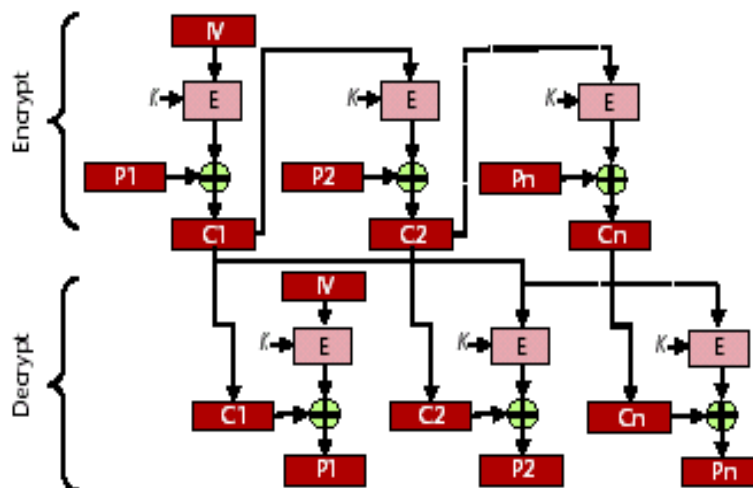 Encrypt
IV
K E K E K E
P1 P2 Pn
C1 C2 Cn
Decrypt
IV
K E K E K E
C1 C2 Cn
P1 P2 Pn